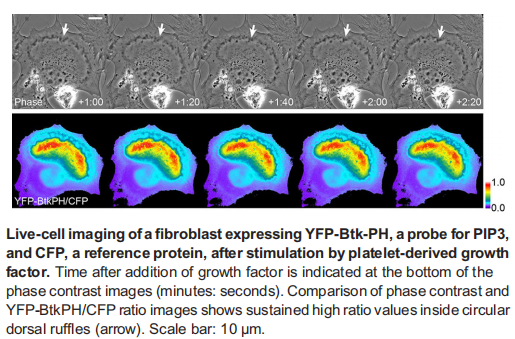 Phase
+1:00
+1:20
+1:40
+2:00
+2:20
YFP-BtkPH/CFP
1.0
0.0
Live-cell imaging of a fibroblast expressing YFP-Btk-PH, a probe for PIP3,
and CFP, a reference protein, after stimulation by platelet-derived growth
factor. Time after addition of growth factor is indicated at the bottom of the
phase contrast images (minutes: seconds). Comparison of phase contrast and
YFP-BtkPH/CFP ratio images shows sustained high ratio values inside circular
dorsal ruffles (arrow). Scale bar: 10 μm.